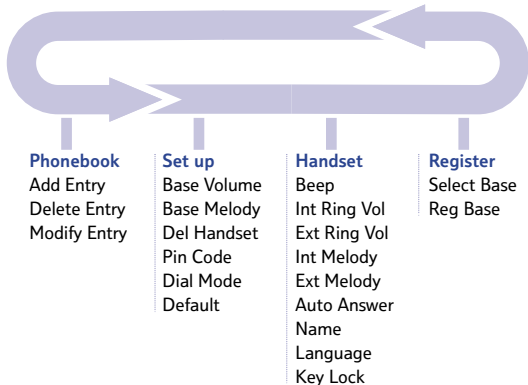 Phonebook
Add Entry
Delete Entry
Modify Entry
Set up
Base Volume
Base Melody
Del Handset
Pin Code
Dial Mode
Default
Handset
Beep
Int Ring Vol
Ext Ring Vol
Int Melody
Ext Melody
Auto Answer
Name
Language
Key Lock
Register
Select Base
Reg Base